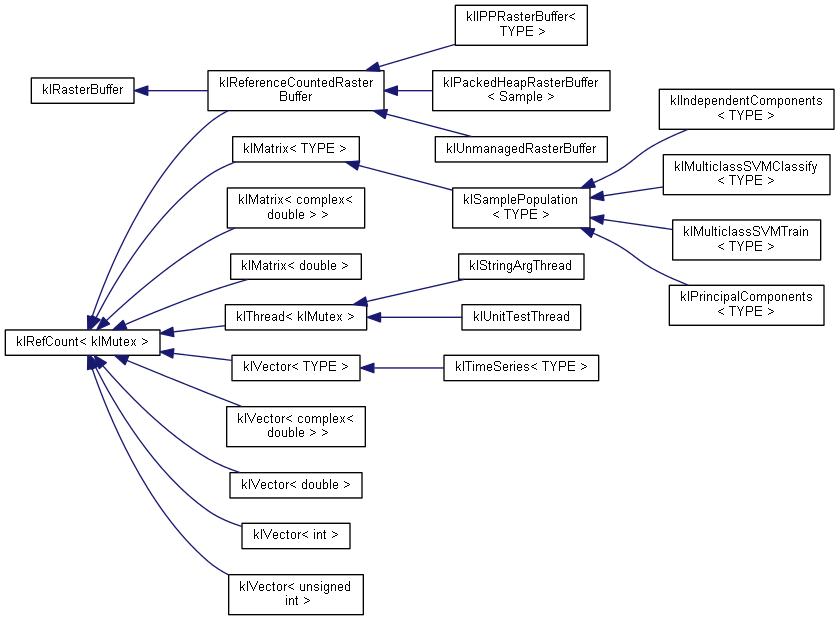 klIPPRasterBuffer<
TYPE >
klRasterBuffer
klReferenceCountedRaster
Buffer
klPackedHeapRasterBuffer
< Sample >
klUnmanagedRasterBuffer
klIndependentComponents
< TYPE >
klMatrix< TYPE >
klMulticlassSVMClassify
< TYPE >
klMatrix< complex<
double > >
klSamplePopulation
< TYPE >
klMulticlassSVMTrain
< TYPE >
klMatrix< double >
klStringArgThread
klPrincipalComponents
< TYPE >
klThread< klMutex >
klUnitTestThread
klRefCount< klMutex >
klVector< TYPE >
klTimeSeries< TYPE >
klVector< complex<
double > >
klVector< double >
klVector< int >
klVector< unsigned
int >